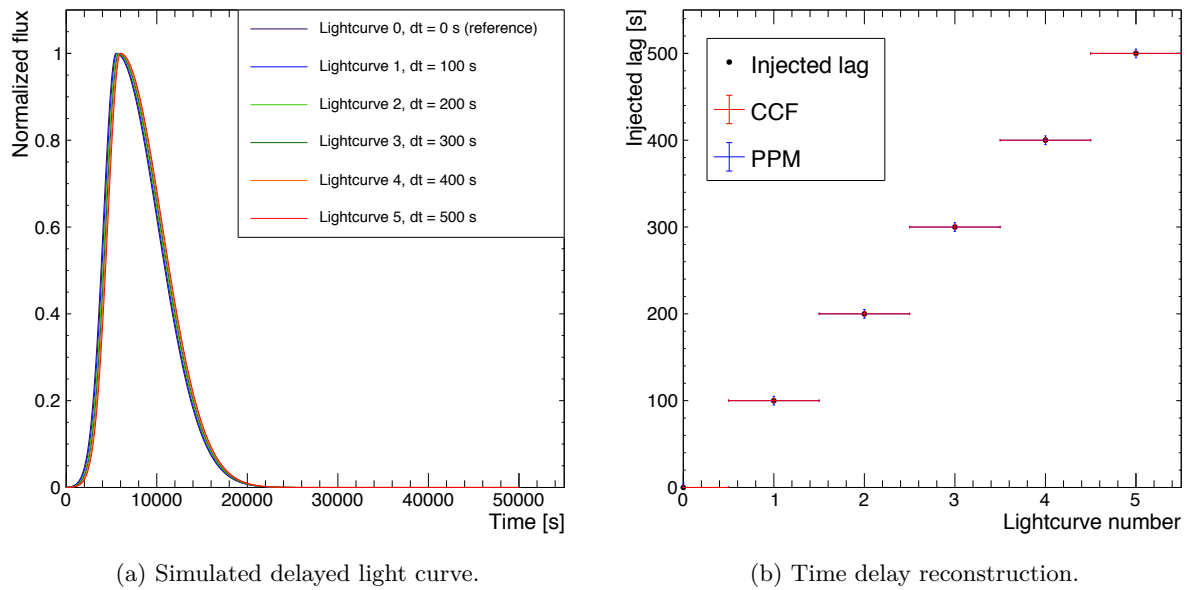 Normalized flux
1
0.8
0.6
0.4
0.2
0
0 10000 20000 30000 40000 50000
Time [s]
Lightcurve 0, dt = 0 s (reference)
Lightcurve 1, dt = 100 s
Lightcurve 2, dt = 200 s
Lightcurve 3, dt = 300 s
Lightcurve 4, dt = 400 s
Lightcurve 5, dt = 500 s
(a) Simulated delayed light curve.
Injected lag [s]
500
400
300
200
100
0
0 1 2 3 4 5
Lightcurve number
Injected lag
CCF
PPM
(b) Time delay reconstruction.